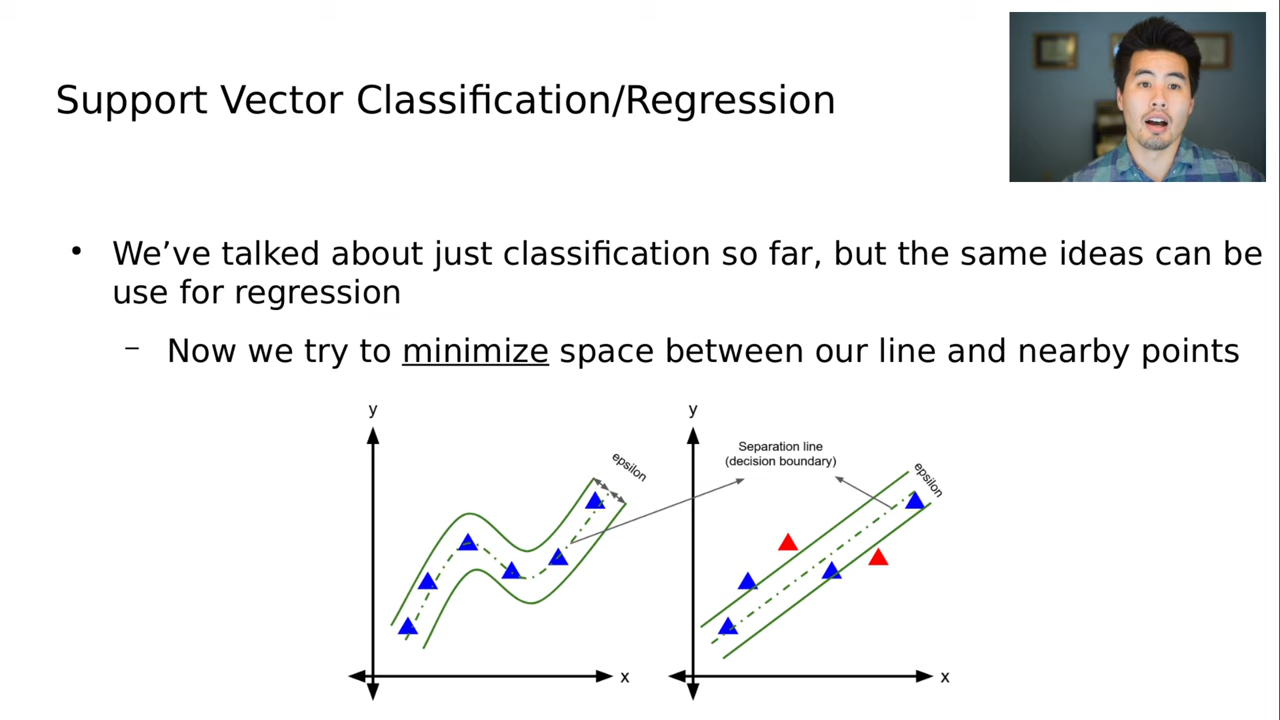 Support Vector Classification/Regression
• We’ve talked about just classification so far, but the same ideas can be
use for regression
– Now we try to minimize space between our line and nearby points
y
epsilon
x
y
Separation line
(decision boundary)
epsilon
x